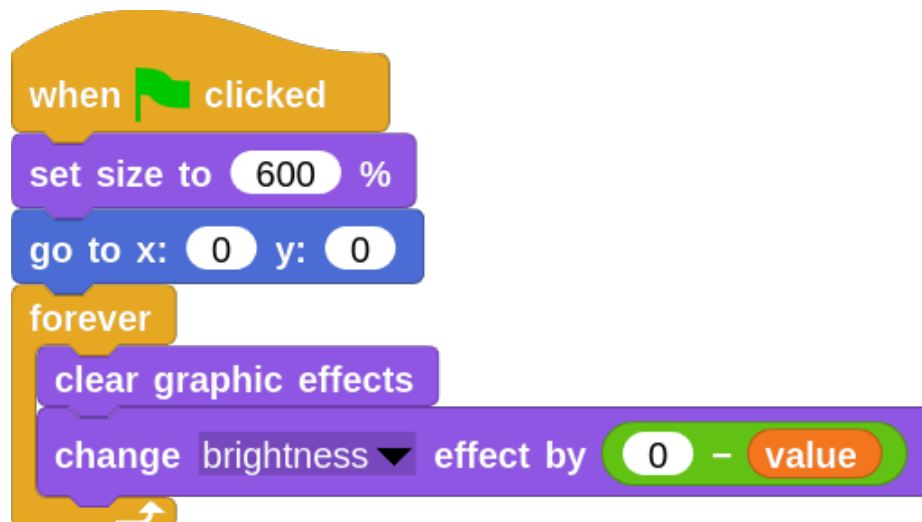 when clicked
set size to 600 %
go to x: 0 y: 0
forever
clear graphic effects
change brightness effect by 0 - value